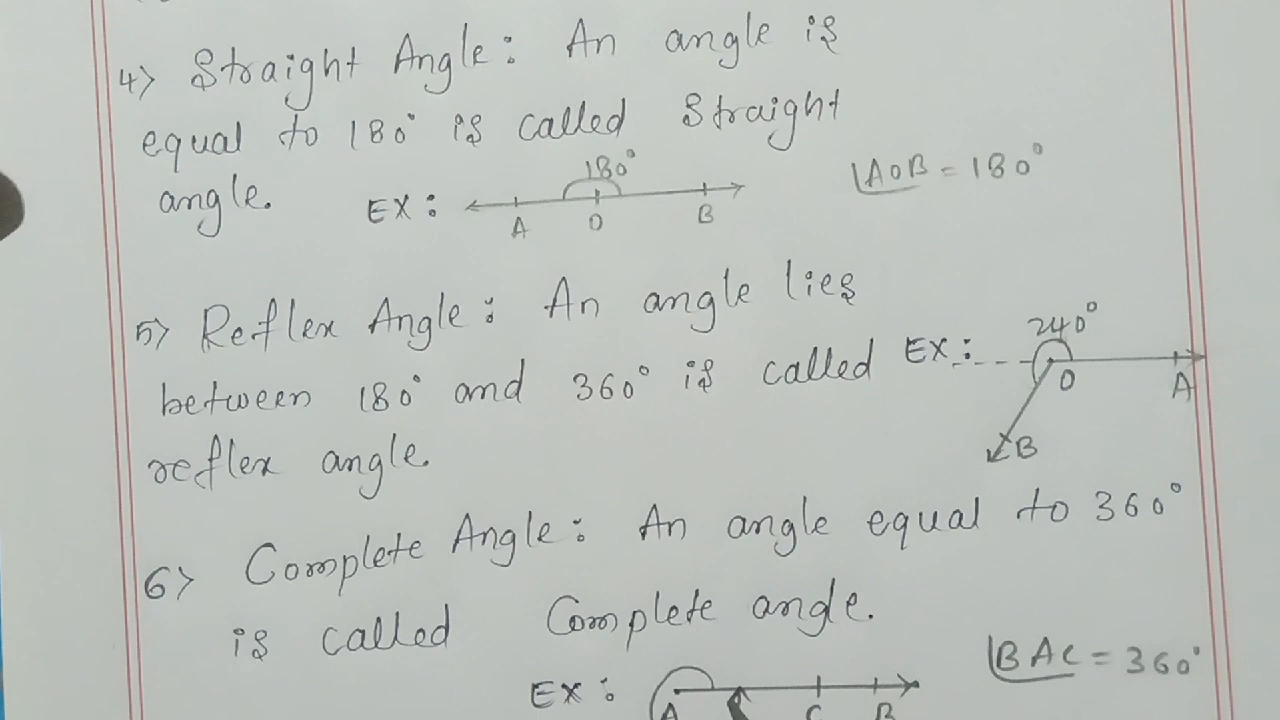 4> Straight Angle: An angle is
equal to 180° is called Straight
angle. EX: 180° A O B ∠AOB = 180°
5> Reflex Angle: An angle lies
between 180° and 360° is called EX: 240° O A B
reflex angle.
6> Complete Angle: An angle equal to 360°
is called Complete angle.
EX: A C B ∠BAC = 360°